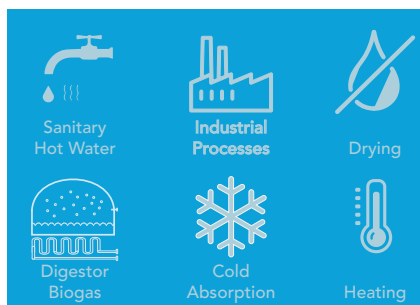 Sanitary
Hot Water
Industrial
Processes
Drying
Digestor
Biogas
Cold
Absorption
Heating